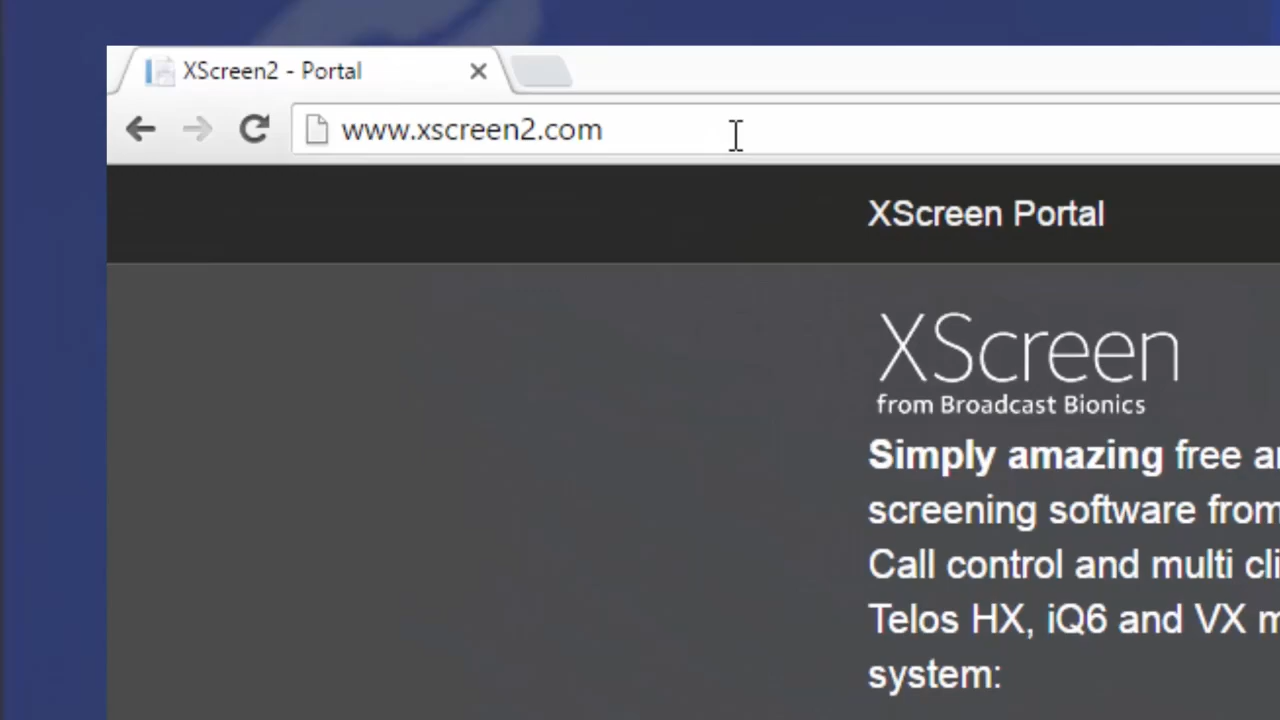 XScreen2 - Portal
www.xscreen2.com
XScreen Portal
XScreen
from Broadcast Bionics
Simply amazing free
screening software from
Call control and multi
Telos HX, iQ6 and VX
system: